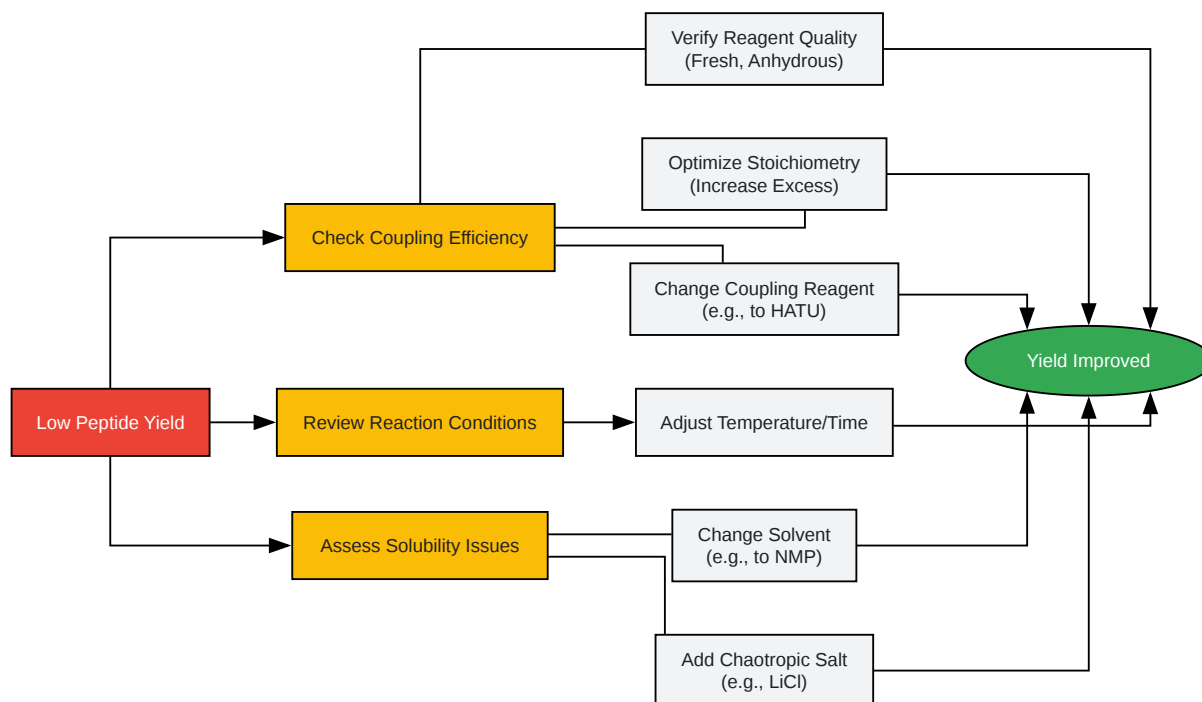 Verify Reagent Quality
(Fresh, Anhydrous)
Optimize Stoichiometry
(Increase Excess)
Check Coupling Efficiency
Change Coupling Reagent
(e.g., to HATU)
Yield Improved
Low Peptide Yield
Review Reaction Conditions
Adjust Temperature/Time
Assess Solubility Issues
Change Solvent
(e.g., to NMP)
Add Chaotropic Salt
(e.g., LiCl)